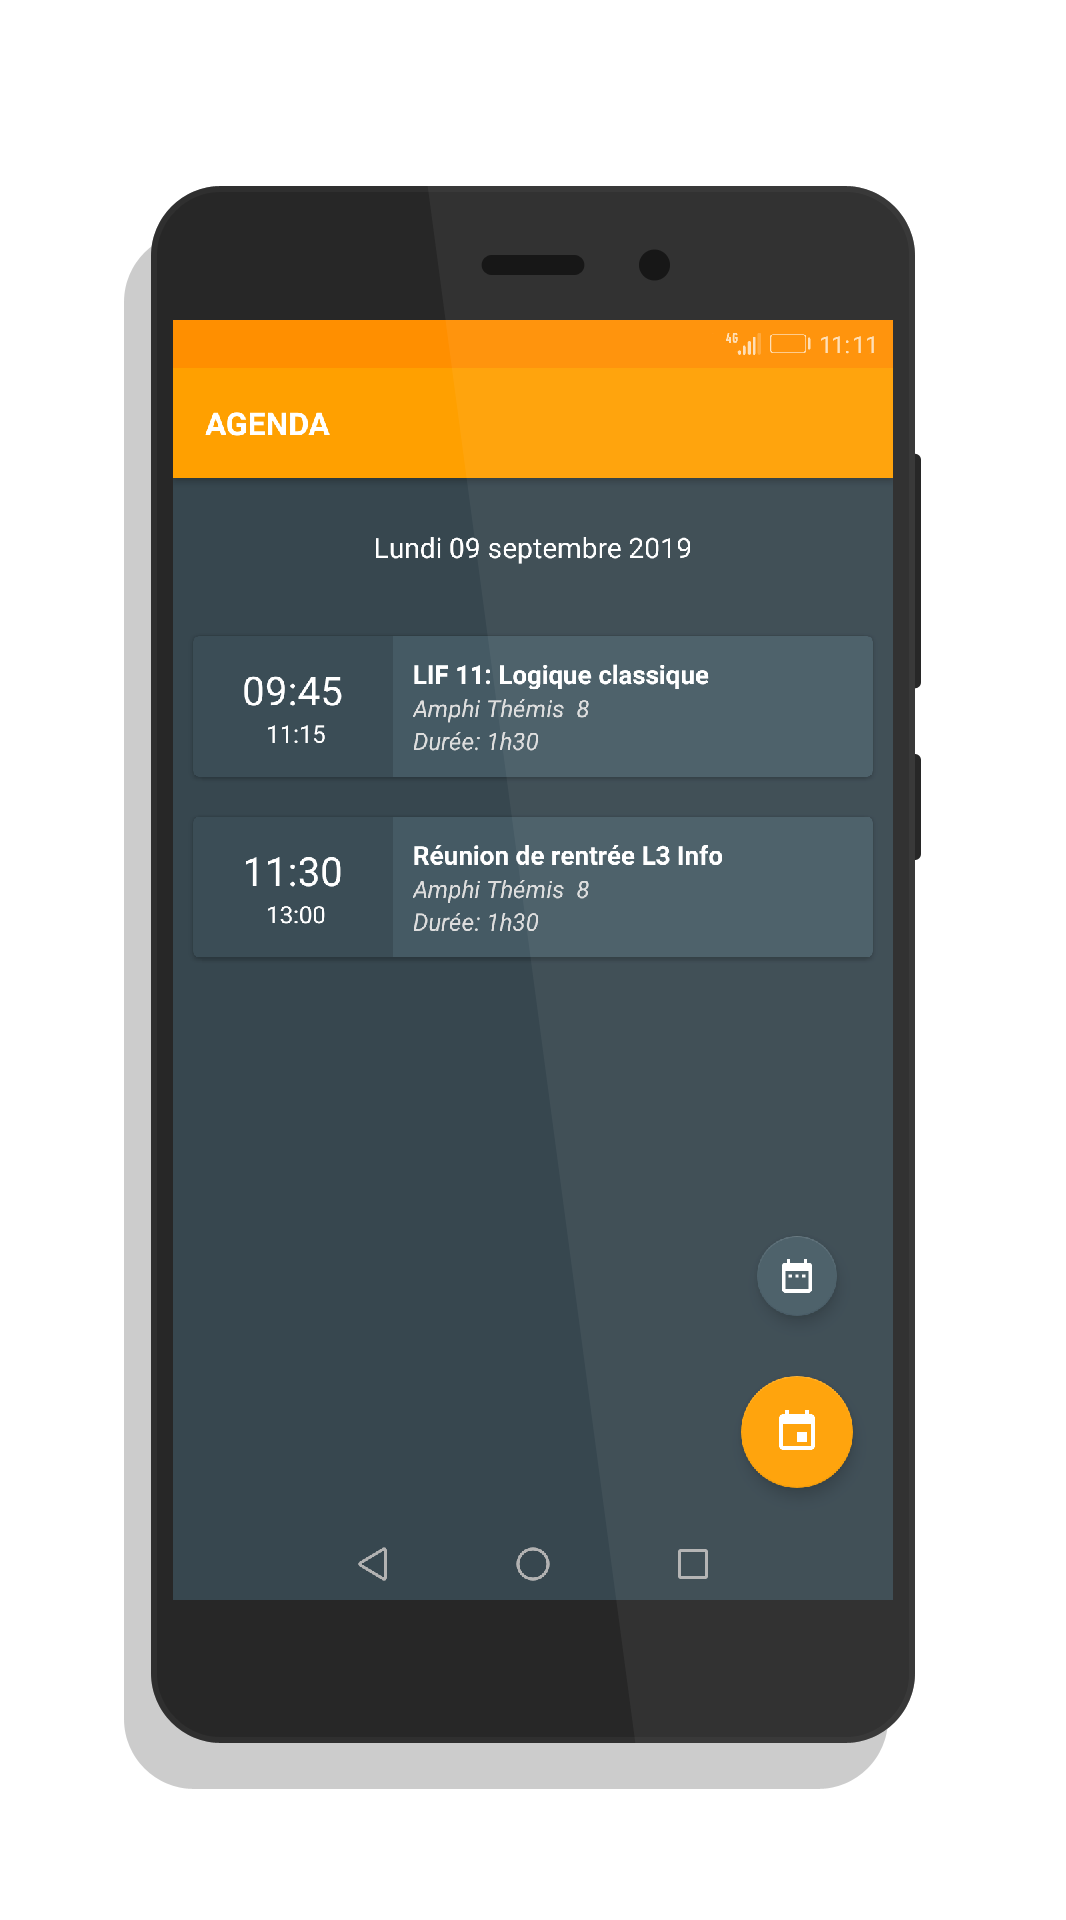 4G 11:11
AGENDA
Lundi 09 septembre 2019
09:45
11:15
LIF 11: Logique classique
Amphi Thémis 8
Durée: 1h30
11:30
13:00
Réunion de rentrée L3 Info
Amphi Thémis 8
Durée: 1h30